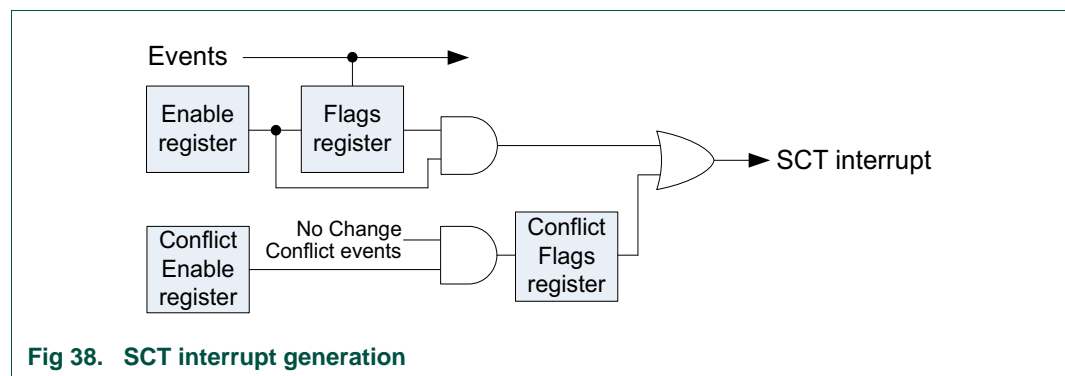 Events
Enable
register
Flags
register
SCT interrupt
No Change
Conflict events
Conflict
Enable
register
Conflict
Flags
register
Fig 38. SCT interrupt generation